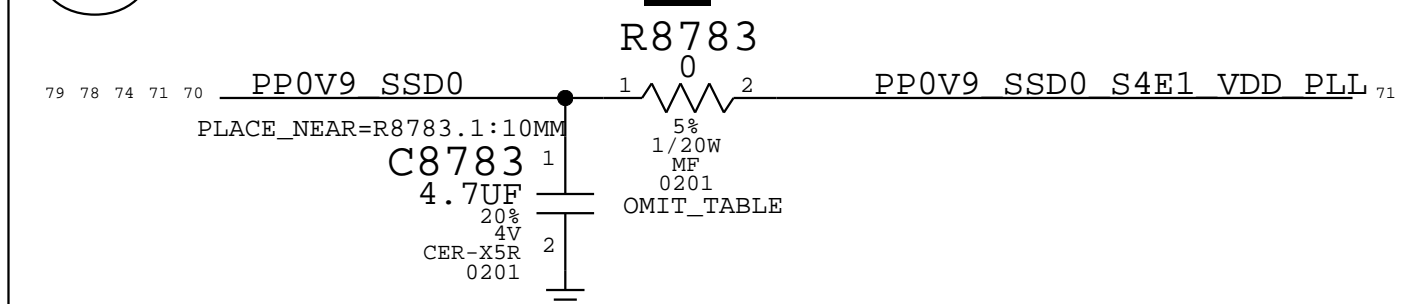 R8783
0
79 78 74 71 70 PP0V9_SSD0 1 2 PP0V9_SSD0_S4E1_VDD_PLL 71
PLACE_NEAR=R8783.1:10MM
5%
1/20W
MF
0201
OMIT_TABLE
C8783 1
4.7UF
20%
4V
CER-X5R 2
0201